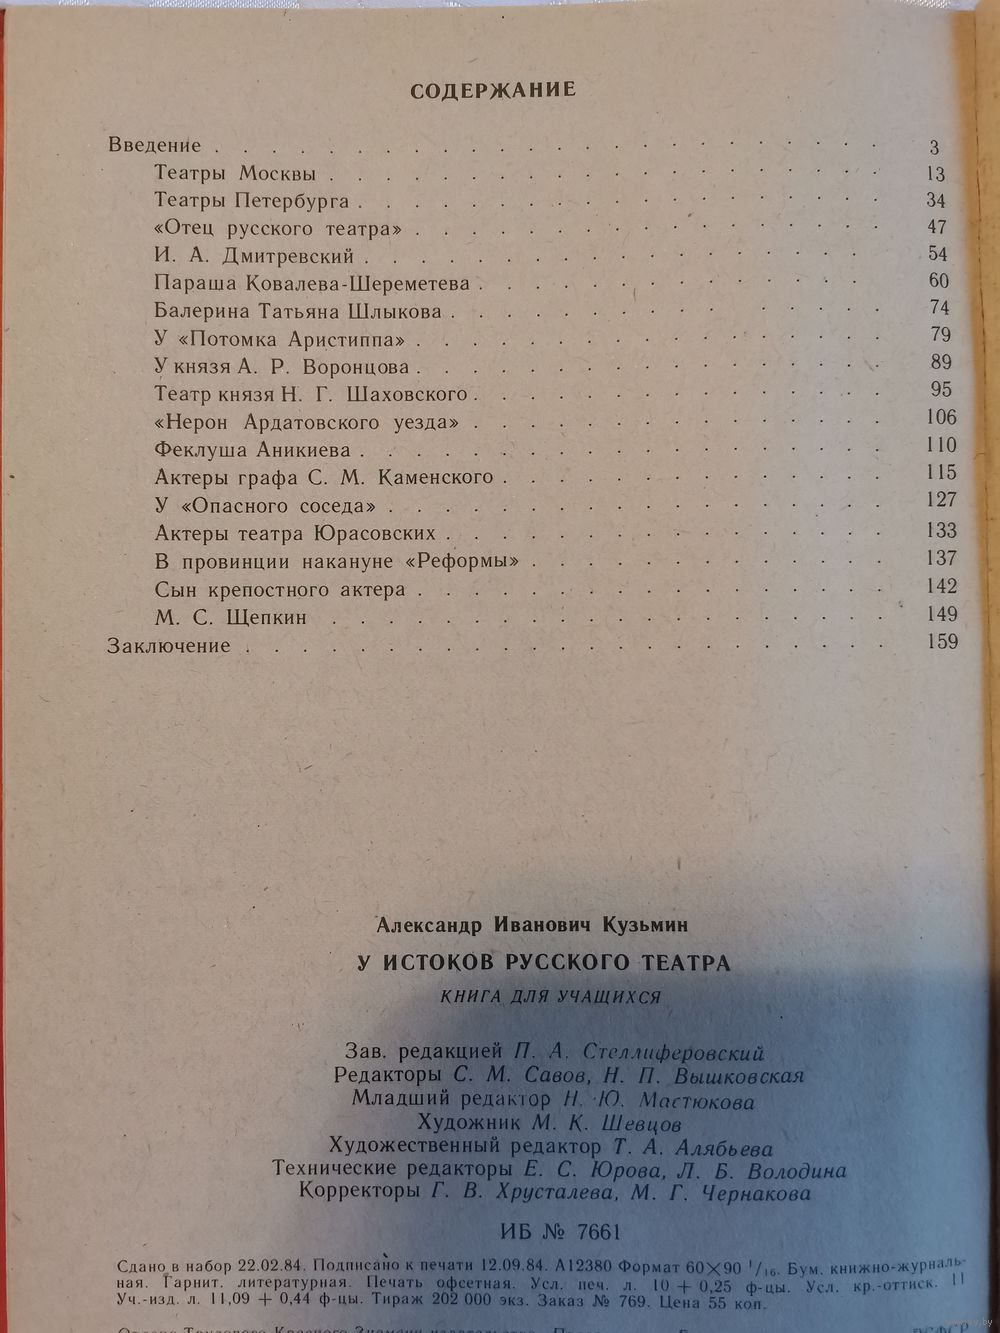 СОДЕРЖАНИЕ
Введение . . . . . . . . . . . . . . . . . . . . . . . . 3
Театры Москвы . . . . . . . . . . . . . . . . . . . . 13
Театры Петербурга . . . . . . . . . . . . . . . . . . . 34
«Отец русского театра» . . . . . . . . . . . . . . . . . 47
И. А. Дмитревский . . . . . . . . . . . . . . . . . . 54
Параша Ковалева-Шереметева . . . . . . . . . . . . . . 60
Балерина Татьяна Шлыкова . . . . . . . . . . . . . . . 74
У «Потомка Аристиппа» . . . . . . . . . . . . . . . . . 79
У князя А. Р. Воронцова . . . . . . . . . . . . . . . . . 89
Театр князя Н. Г. Шаховского . . . . . . . . . . . . . . . 95
«Нерон Ардатовского уезда» . . . . . . . . . . . . . . . 106
Феклуша Аникиева . . . . . . . . . . . . . . . . . . . 110
Актеры графа С. М. Каменского . . . . . . . . . . . . . . 115
У «Опасного соседа» . . . . . . . . . . . . . . . . . . 127
Актеры театра Юрасовских . . . . . . . . . . . . . . . . 133
В провинции накануне «Реформы» . . . . . . . . . . . . . 137
Сын крепостного актера . . . . . . . . . . . . . . . . . 142
М. С. Щепкин . . . . . . . . . . . . . . . . . . . . 149
Заключение . . . . . . . . . . . . . . . . . . . . . . . 159
Александр Иванович Кузьмин
У ИСТОКОВ РУССКОГО ТЕАТРА
КНИГА ДЛЯ УЧАЩИХСЯ
Зав. редакцией П. А. Стеллиферовский
Редакторы С. М. Савов, Н. П. Вышковская
Младший редактор Н. Ю. Мастюкова
Художник М. К. Шевцов
Художественный редактор Т. А. Алябьева
Технические редакторы Е. С. Юрова, Л. Б. Володина
Корректоры Г. В. Хрусталева, М. Г. Чернакова
ИБ № 7661
Сдано в набор 22.02.84. Подписано к печати 12.09.84. А12380 Формат 60×90 1/16. Бум. книжно-журналь-
ная. Гарнит. литературная. Печать офсетная. Усл. печ. л. 10 + 0,25 ф-цы. Усл. кр.-оттиск. 11
Уч.-изд. л. 11,09 + 0,44 ф-цы. Тираж 202 000 экз. Заказ № 769. Цена 55 коп.